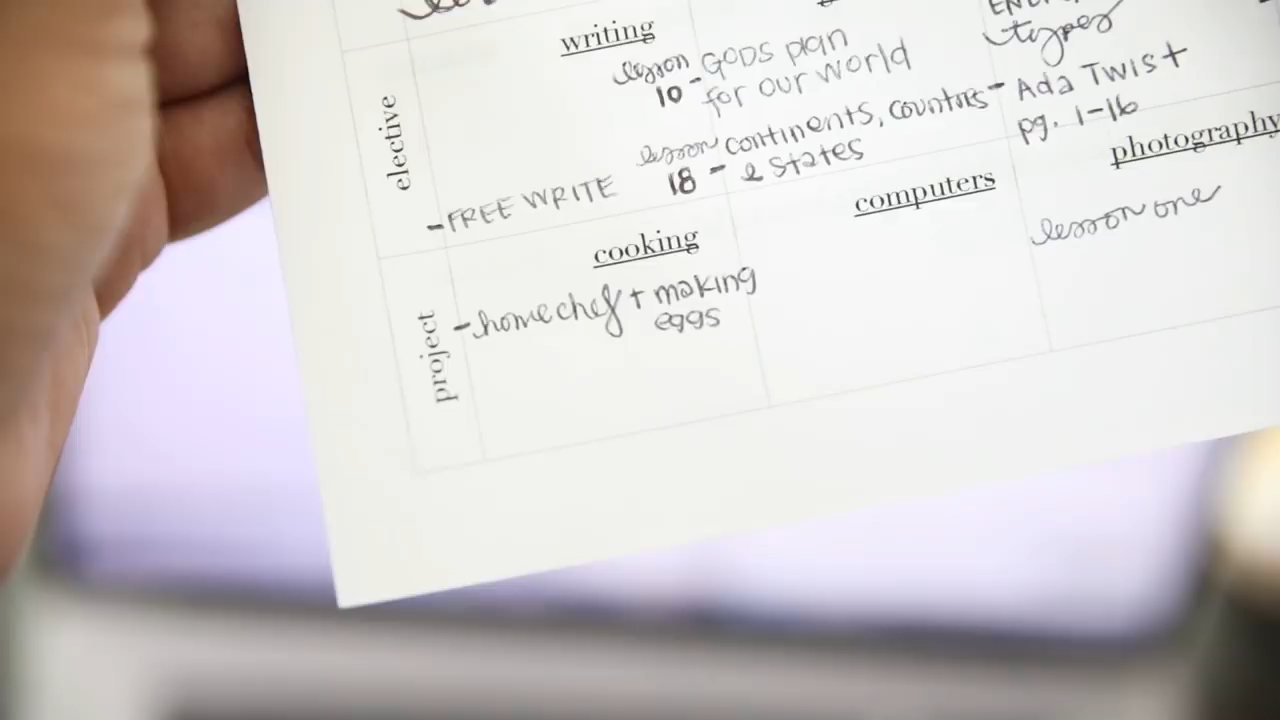 writing
types
lesson GODS plan
10 - for our world
- Ada Twist
pg. 1-16
elective
lesson continents, countries
18 - & states
- FREE WRITE
photography
computers
cooking
lesson one
project
- homechef + making
eggs